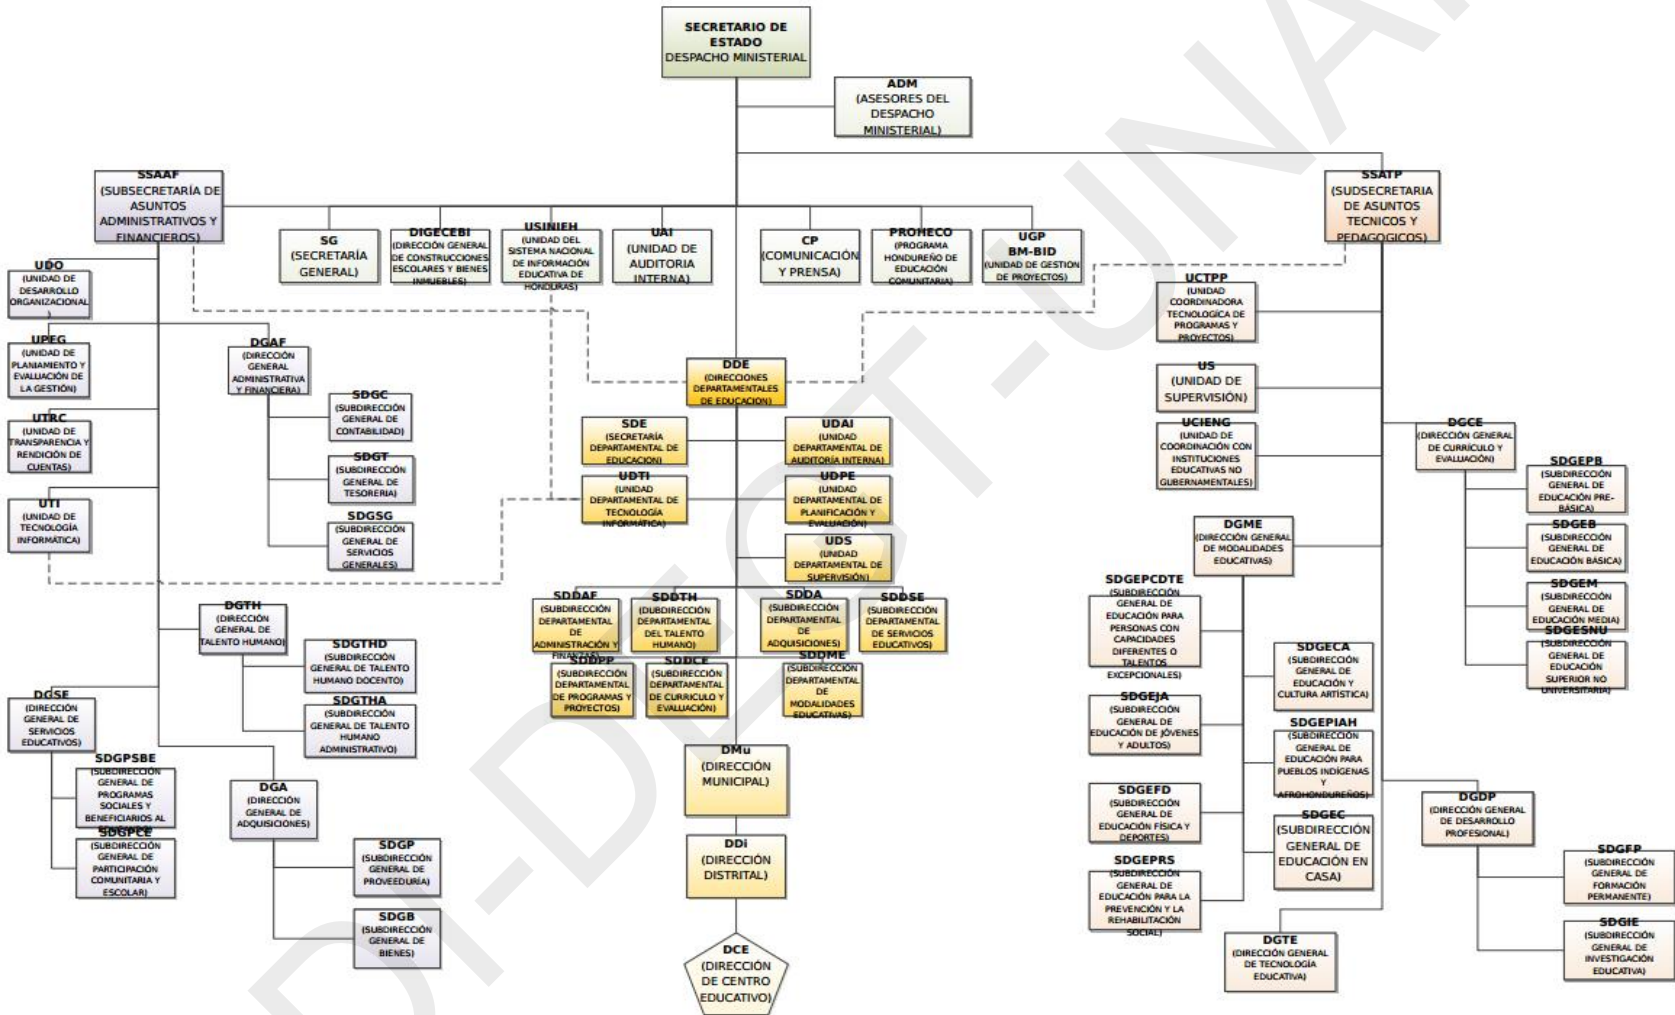 SECRETARIO DE
ESTADO
DESPACHO MINISTERIAL
ADM
(ASESORES DEL
DESPACHO
MINISTERIAL)
SSAAF
(SUBSECRETARÍA DE
ASUNTOS
ADMINISTRATIVOS Y
FINANCIEROS)
SSATP
(SUDSECRETARIA
DE ASUNTOS
TECNICOS Y
PEDAGOGICOS)
SG
(SECRETARÍA
GENERAL)
DIGECEBI
(DIRECCIÓN GENERAL
DE CONSTRUCCIONES
ESCOLARES Y BIENES
INMUEBLES)
USINIEH
(UNIDAD DEL
SISTEMA NACIONAL
DE INFORMACIÓN
EDUCATIVA DE
HONDURAS)
UAI
(UNIDAD DE
AUDITORIA
INTERNA)
CP
(COMUNICACIÓN
Y PRENSA)
PROHECO
(PROGRAMA
HONDUREÑO DE
EDUCACIÓN
COMUNITARIA)
UGP
BM-BID
(UNIDAD DE GESTION
DE PROYECTOS)
UDO
(UNIDAD DE
DESARROLLO
ORGANIZACIONAL
)
UPEG
(UNIDAD DE
PLANIAMIENTO Y
EVALUACIÓN DE
LA GESTIÓN)
UTRC
(UNIDAD DE
TRANSPARENCIA Y
RENDICIÓN DE
CUENTAS)
UTI
(UNIDAD DE
TECNOLOGÍA
INFORMÁTICA)
DGAF
(DIRECCIÓN
GENERAL
ADMINISTRATIVA
Y FINANCIERA)
SDGC
(SUBDIRECCIÓN
GENERAL DE
CONTABILIDAD)
SDGT
(SUBDIRECCIÓN
GENERAL DE
TESORERIA)
SDGSG
(SUBDIRECCIÓN
GENERAL DE
SERVICIOS
GENERALES)
DGTH
(DIRECCIÓN
GENERAL DE
TALENTO HUMANO)
SDGTHD
(SUBDIRECCIÓN
GENERAL DE TALENTO
HUMANO DOCENTO)
SDGTHA
(SUBDIRECCIÓN
GENERAL DE TALENTO
HUMANO
ADMINISTRATIVO)
DGSE
(DIRECCIÓN
GENERAL DE
SERVICIOS
EDUCATIVOS)
SDGPSBE
(SUBDIRECCIÓN
GENERAL DE
PROGRAMAS
SOCIALES Y
BENEFICIARIOS AL
SDGPCE
(SUBDIRECCIÓN
GENERAL DE
PARTICIPACIÓN
COMUNITARIA Y
ESCOLAR)
DGA
(DIRECCIÓN
GENERAL DE
ADQUISICIONES)
SDGP
(SUBDIRECCIÓN
GENERAL DE
PROVEEDURÍA)
SDGB
(SUBDIRECCIÓN
GENERAL DE
BIENES)
DDE
(DIRECCIONES
DEPARTAMENTALES
DE EDUCACION)
SDE
(SECRETARÍA
DEPARTAMENTAL DE
EDUCACION)
UDAI
(UNIDAD
DEPARTAMENTAL DE
AUDITORÍA INTERNA)
UDTI
(UNIDAD
DEPARTAMENTAL DE
TECNOLOGÍA
INFORMÁTICA)
UDPE
(UNIDAD
DEPARTAMENTAL DE
PLANIFICACIÓN Y
EVALUACIÓN)
UDS
(UNIDAD
DEPARTAMENTAL DE
SUPERVISIÓN)
SDDAF
(SUBDIRECCIÓN
DEPARTAMENTAL
DE
ADMINISTRACIÓN Y
FINANZAS)
SDDTH
(DUBDIRECCIÓN
DEPARTAMENTAL
DEL TALENTO
HUMANO)
SDDA
(SUBDIRECCIÓN
DEPARTAMENTAL
DE
ADQUISICIONES)
SDDSE
(SUBDIRECCIÓN
DEPARTAMENTAL
DE SERVICIOS
EDUCATIVOS)
SDDPP
(SUBDIRECCIÓN
DEPARTAMENTAL
DE PROGRAMAS Y
PROYECTOS)
SDDCE
(SUBDIRECCIÓN
DEPARTAMENTAL
DE CURRICULO Y
EVALUACIÓN)
SDDME
(SUBDIRECCIÓN
DEPARTAMENTAL
DE
MODALIDADES
EDUCATIVAS)
DMu
(DIRECCIÓN
MUNICIPAL)
DDi
(DIRECCIÓN
DISTRITAL)
DCE
(DIRECCIÓN
DE CENTRO
EDUCATIVO)
UCTPP
(UNIDAD
COORDINADORA
TECNOLOGÍCA DE
PROGRAMAS Y
PROYECTOS)
US
(UNIDAD DE
SUPERVISIÓN)
UCIENG
(UNIDAD DE
COORDINACIÓN CON
INSTITUCIONES
EDUCATIVAS NO
GUBERNAMENTALES)
DGCE
(DIRECCIÓN GENERAL
DE CURRÍCULO Y
EVALUACIÓN)
SDGEPB
(SUBDIRECCIÓN
GENERAL DE
EDUCACIÓN PRE-
BÁSICA)
SDGEB
(SUBDIRECCIÓN
GENERAL DE
EDUCACIÓN BÁSICA)
SDGEM
(SUBDIRECCIÓN
GENERAL DE
EDUCACIÓN MEDIA)
SDGESNU
(SUBDIRECCIÓN
GENERAL DE
EDUCACIÓN
SUPERIOR NO
UNIVERSITARIA)
DGME
(DIRECCIÓN GENERAL
DE MODALIDADES
EDUCATIVAS)
SDGEPCDTE
(SUBDIRECCIÓN
GENERAL DE
EDUCACIÓN PARA
PERSONAS CON
CAPACIDADES
DIFERENTES O
TALENTOS
EXCEPCIONALES)
SDGECA
(SUBDIRECCIÓN
GENERAL DE
EDUCACIÓN Y
CULTURA ARTÍSTICA)
SDGEJA
(SUBDIRECCIÓN
GENERAL DE
EDUCACIÓN DE JÓVENES
Y ADULTOS)
SDGEPIAH
(SUBDIRECCIÓN
GENERAL DE
EDUCACIÓN PARA
PUEBLOS INDÍGENAS
Y
AFROHONDUREÑOS)
SDGEFD
(SUBDIRECCIÓN
GENERAL DE
EDUCACIÓN FÍSICA Y
DEPORTES)
SDGEC
(SUBDIRECCIÓN
GENERAL DE
EDUCACIÓN EN
CASA)
SDGEPRS
(SUBDIRECCIÓN
GENERAL DE
EDUCACIÓN PARA LA
PREVENCIÓN Y LA
REHABILITACIÓN
SOCIAL)
DGTE
(DIRECCIÓN GENERAL
DE TECNOLOGÍA
EDUCATIVA)
DGDP
(DIRECCIÓN GENERAL
DE DESARROLLO
PROFESIONAL)
SDGFP
(SUBDIRECCIÓN
GENERAL DE
FORMACIÓN
PERMANENTE)
SDGIE
(SUBDIRECCIÓN
GENERAL DE
INVESTIGACIÓN
EDUCATIVA)
DI-DEGT-UNA